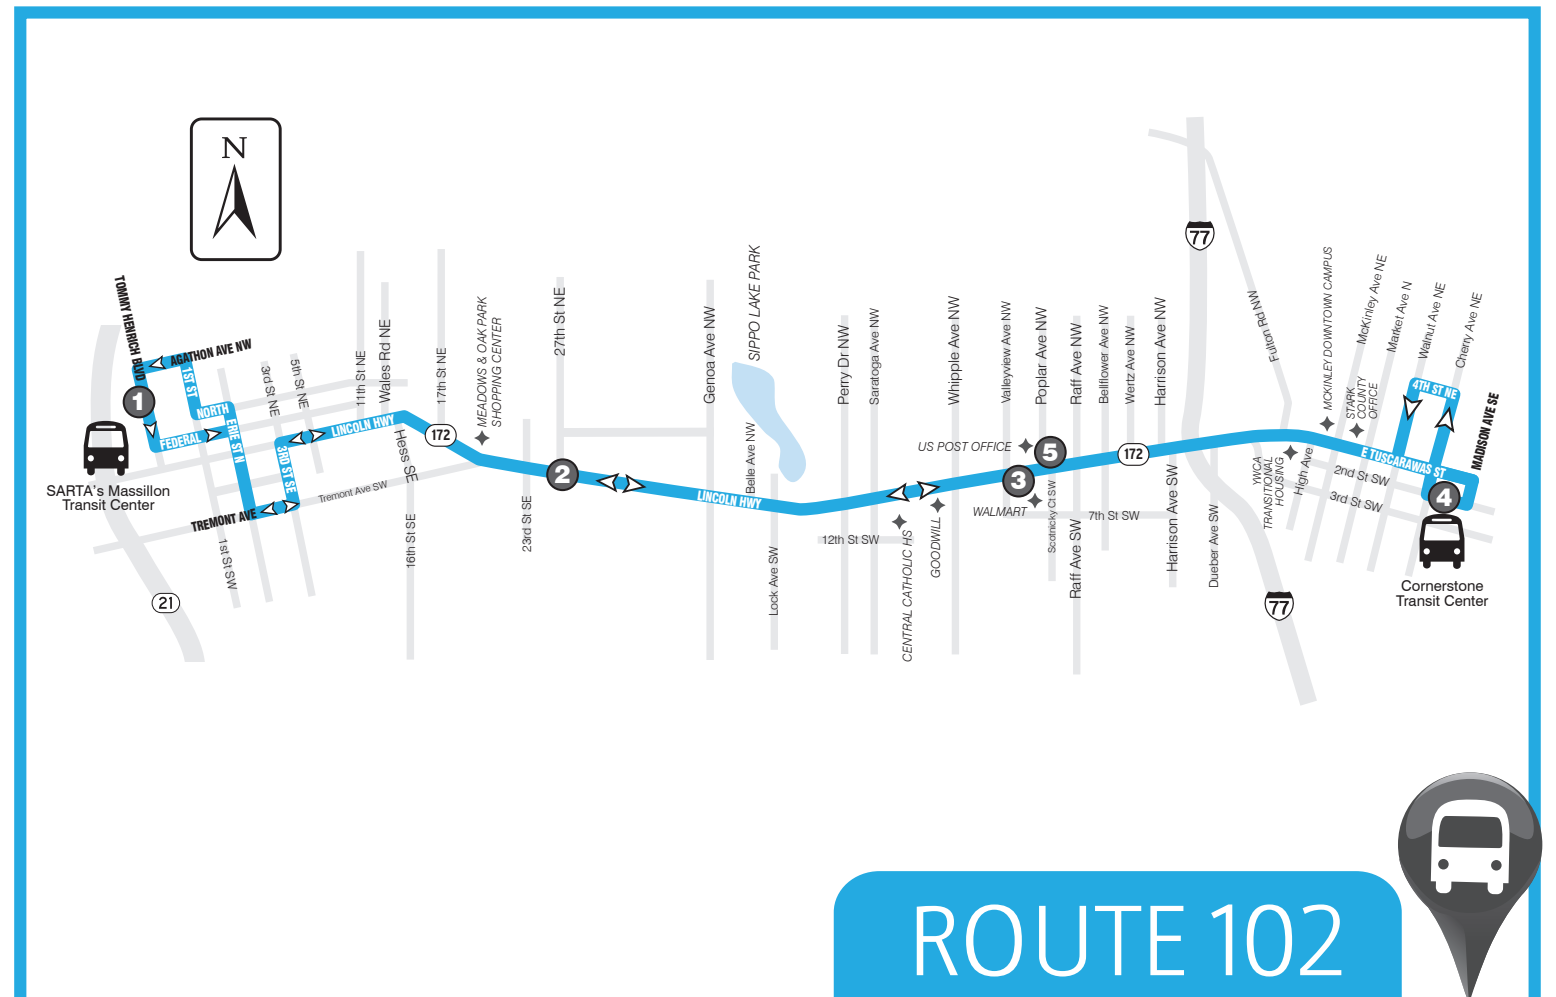 N
TOMMY HENRICH BLVD
AGATHON AVE NW
1ST ST
NORTH
1
FEDERAL
ERIE ST N
SARTA's Massillon
Transit Center
TREMONT AVE
21
1st St SW
3rd St NE
5th St NE
3RD ST SE
Tremont Ave SW
11th St NE
Wales Rd NE
17th St NE
LINCOLN HWY
Hess SE
172
16th St SE
MEADOWS & OAK PARK
SHOPPING CENTER
23rd St SE
27th St NE
2
Genoa Ave NW
SIPPO LAKE PARK
Belle Ave NW
LINCOLN HWY
Lock Ave SW
Perry Dr NW
Saratoga Ave NW
12th St SW
CENTRAL CATHOLIC HS
GOODWILL
Whipple Ave NW
US POST OFFICE
Valleyview Ave NW
Poplar Ave NW
5
3
WALMART
Scotnicky Ct SW
Raff Ave NW
Raff Ave SW
Bellflower Ave NW
Wertz Ave NW
172
7th St SW
Harrison Ave NW
Harrison Ave SW
Dueber Ave SW
77
77
Fulton Rd NW
YWCA
TRANSITIONAL
HOUSING
High Ave
MCKINLEY DOWNTOWN CAMPUS
STARK
COUNTY
OFFICE
McKinley Ave NE
Market Ave N
Walnut Ave NE
Cherry Ave NE
4TH ST NE
MADISON AVE SE
E TUSCARAWAS ST
2nd St SW
3rd St SW
4
Cornerstone
Transit Center
ROUTE 102